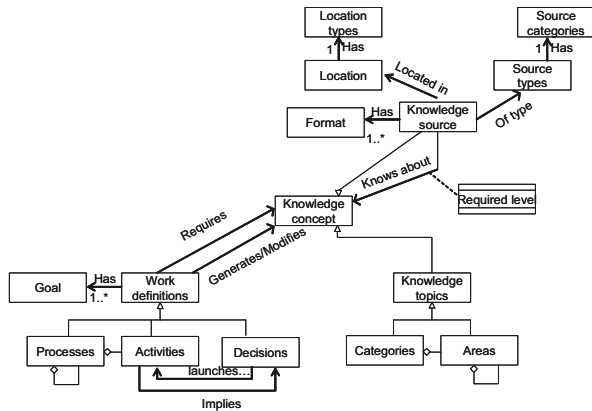 Location
types
Source
categories
1
Has
1
Has
Location
Located in
Source
types
Format
Has
1..*
Knowledge
source
Of type
Knows about
Required level
Knowledge
concept
Requires
Generates/Modifies
Goal
Has
1..*
Work
definitions
Knowledge
topics
Processes
Activities
Decisions
Categories
Areas
launches...
Implies